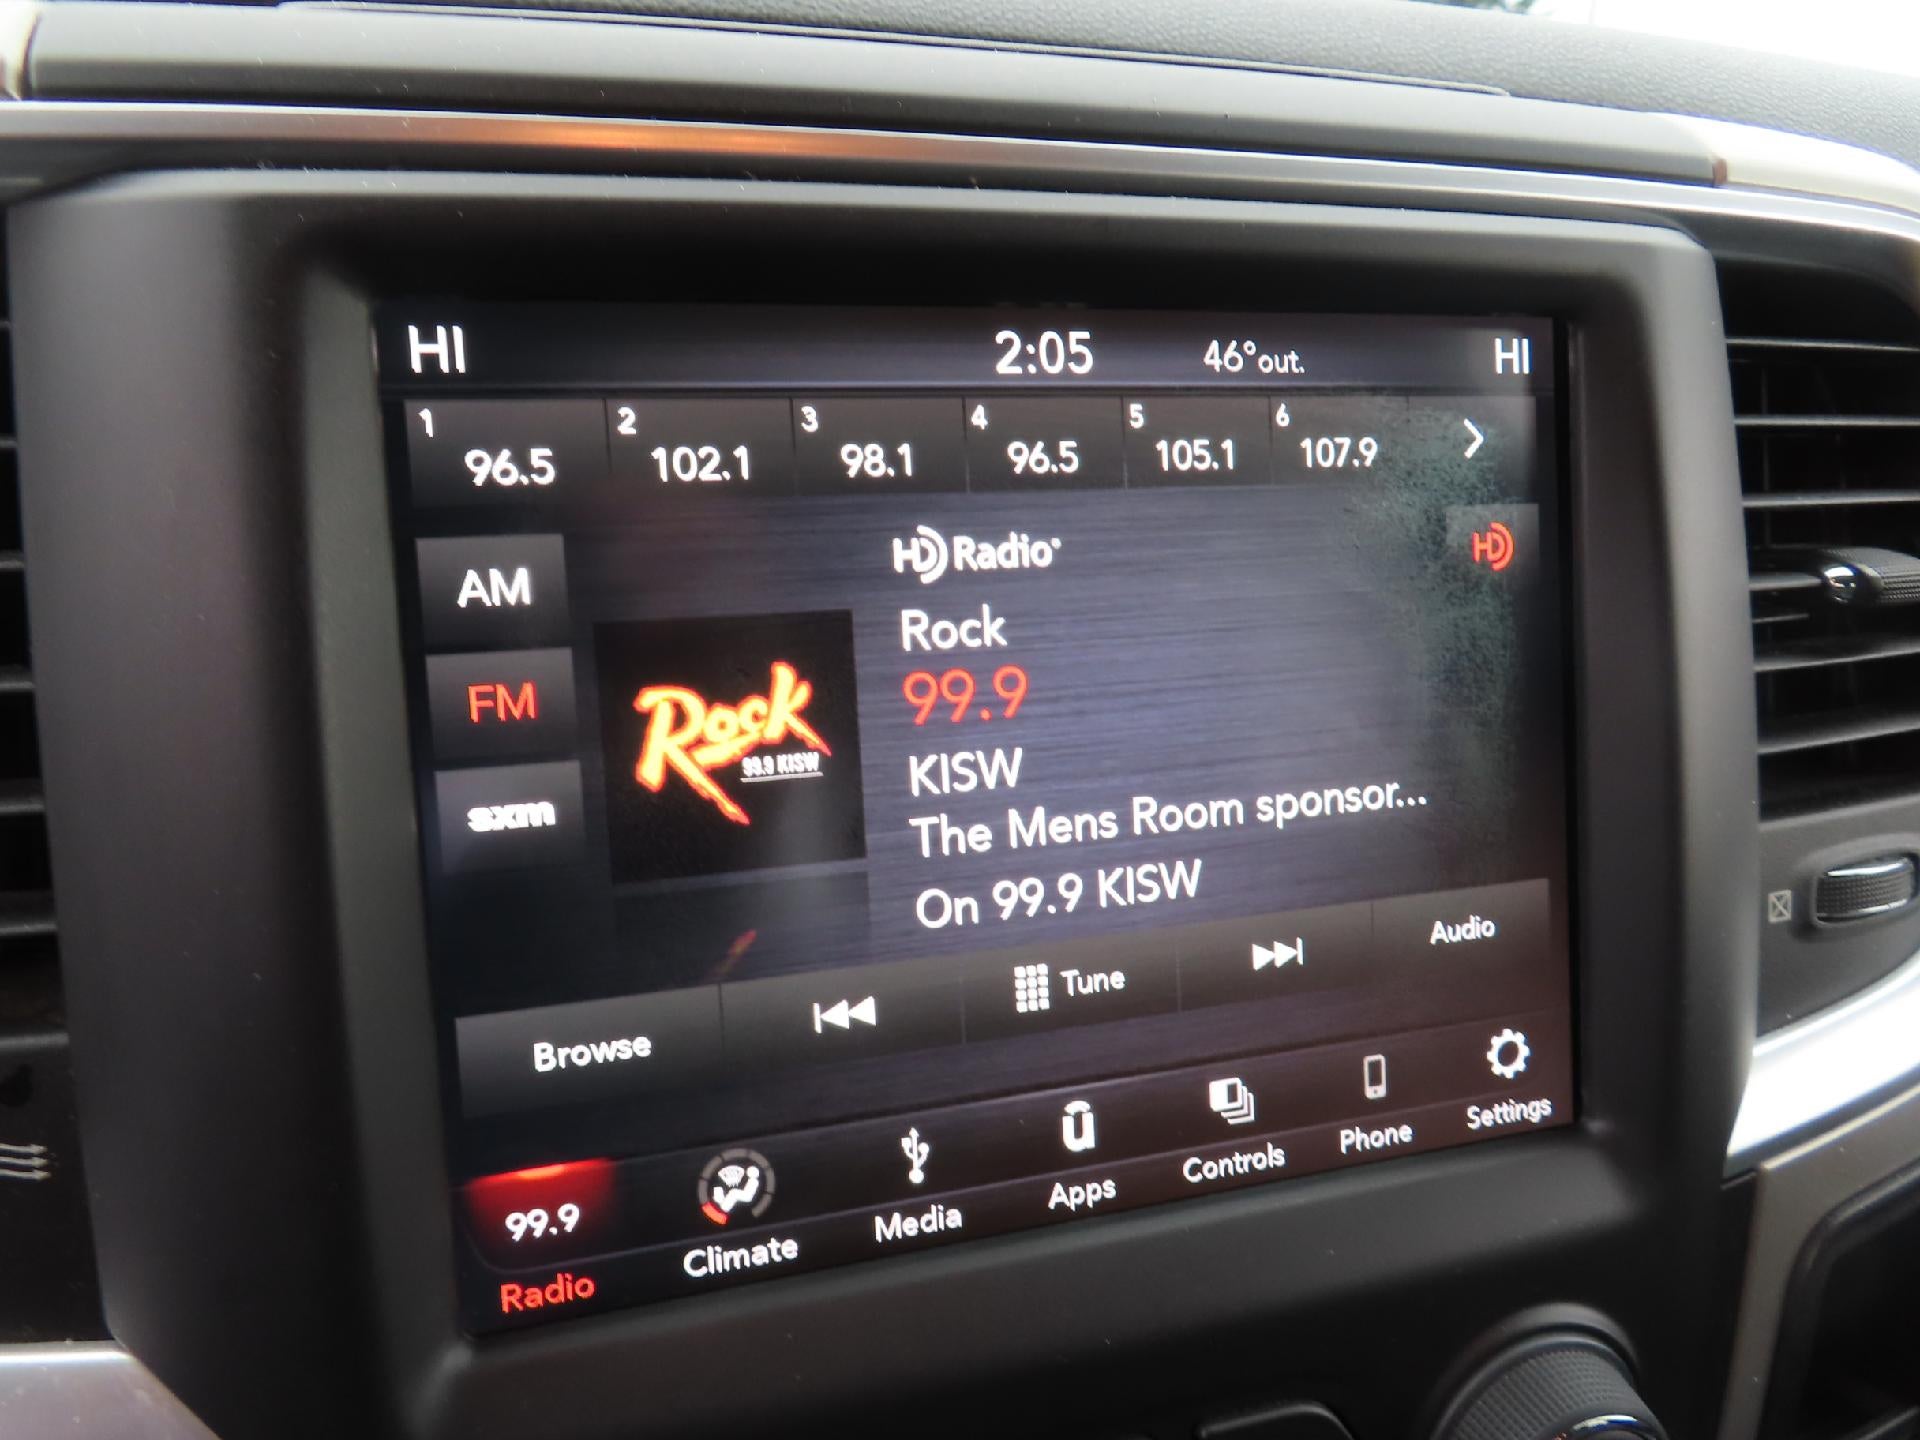 HI 2:05 46°out. HI
1 2 3 4 5 6
96.5 102.1 98.1 96.5 105.1 107.9
HD Radio
HD
AM
FM
sxm
Rock
99.9 KISW
Rock
99.9
KISW
The Mens Room sponsor...
On 99.9 KISW
Browse Tune Audio
99.9
Radio Climate Media Apps Controls Phone Settings